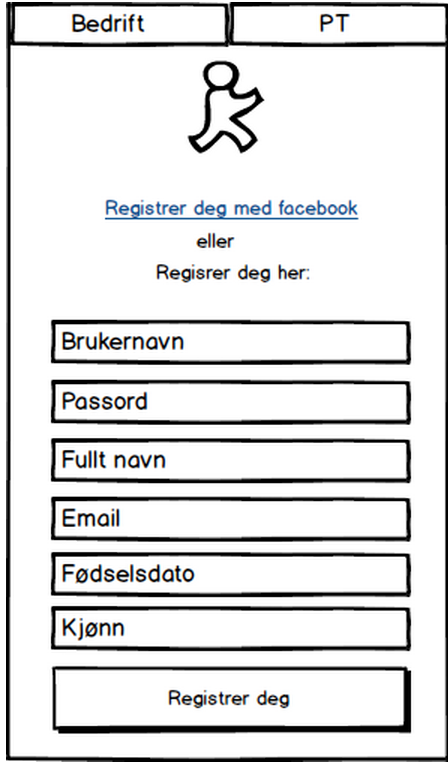 Bedrift PT
Registrer deg med facebook
eller
Regisrer deg her:
Brukernavn
Passord
Fullt navn
Email
Fødselsdato
Kjønn
Registrer deg